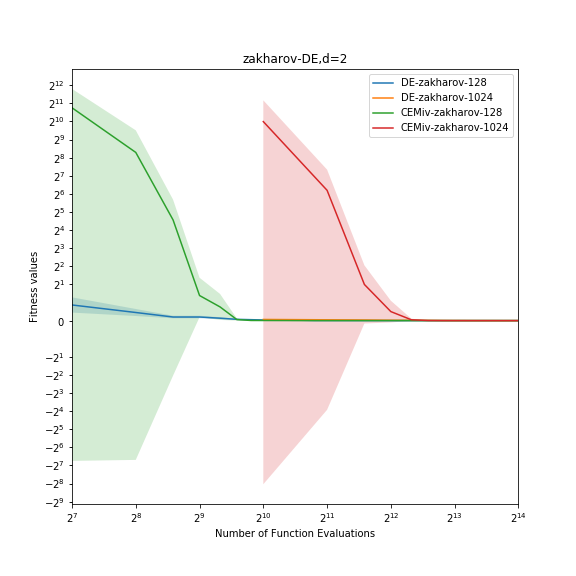 zakharov-DE,d=2
DE-zakharov-128
DE-zakharov-1024
CEMiv-zakharov-128
CEMiv-zakharov-1024
Fitness values
2^12
2^11
2^10
2^9
2^8
2^7
2^6
2^5
2^4
2^3
2^2
2^1
0
−2^1
−2^2
−2^3
−2^4
−2^5
−2^6
−2^7
−2^8
−2^9
2^7 2^8 2^9 2^10 2^11 2^12 2^13 2^14
Number of Function Evaluations